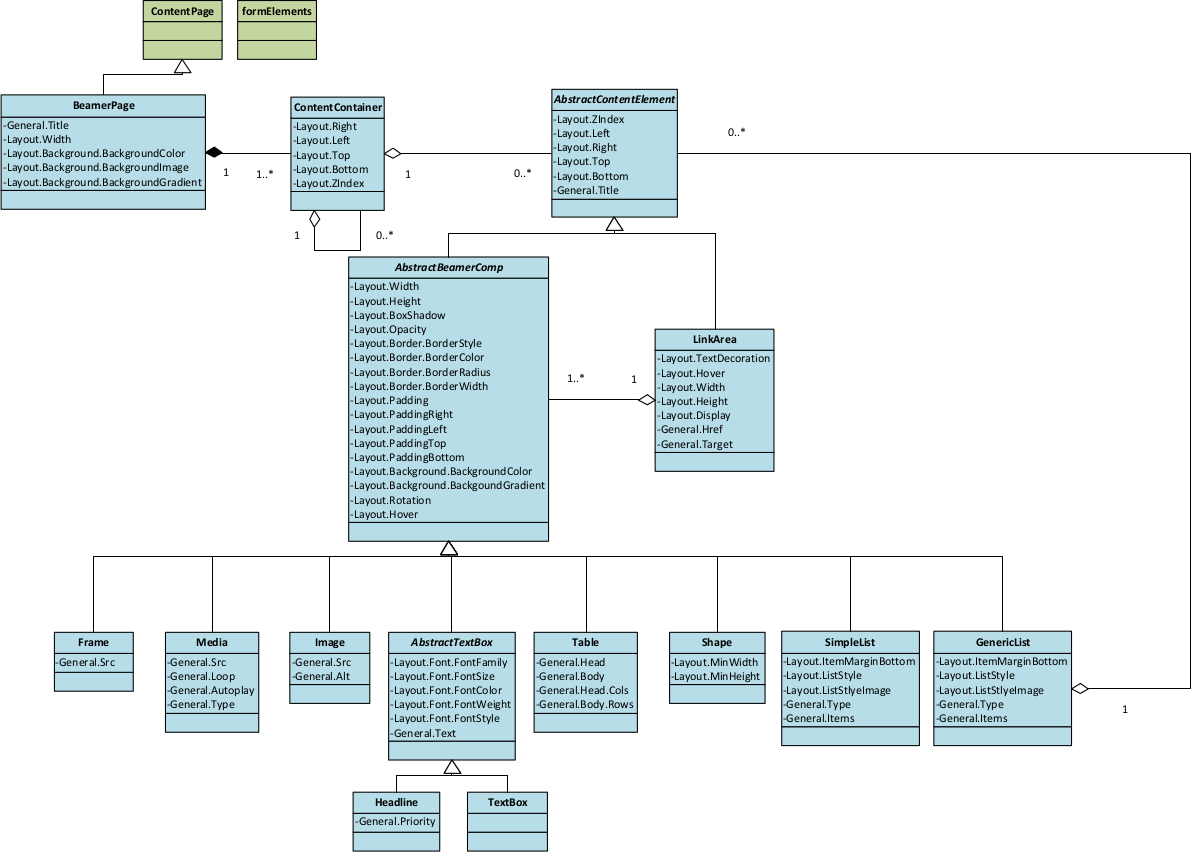 ContentPage
formElements
BeamerPage
-General.Title
-Layout.Width
-Layout.Background.BackgroundColor
-Layout.Background.BackgroundImage
-Layout.Background.BackgroundGradient
1
1..*
ContentContainer
-Layout.Right
-Layout.Left
-Layout.Top
-Layout.Bottom
-Layout.ZIndex
1
0..*
1
0..*
AbstractContentElement
-Layout.ZIndex
-Layout.Left
-Layout.Right
-Layout.Top
-Layout.Bottom
-General.Title
0..*
AbstractBeamerComp
-Layout.Width
-Layout.Height
-Layout.BoxShadow
-Layout.Opacity
-Layout.Border.BorderStyle
-Layout.Border.BorderColor
-Layout.Border.BorderRadius
-Layout.Border.BorderWidth
-Layout.Padding
-Layout.PaddingRight
-Layout.PaddingLeft
-Layout.PaddingTop
-Layout.PaddingBottom
-Layout.Background.BackgroundColor
-Layout.Background.BackgoundGradient
-Layout.Rotation
-Layout.Hover
1..*
1
LinkArea
-Layout.TextDecoration
-Layout.Hover
-Layout.Width
-Layout.Height
-Layout.Display
-General.Href
-General.Target
Frame
-General.Src
Media
-General.Src
-General.Loop
-General.Autoplay
-General.Type
Image
-General.Src
-General.Alt
AbstractTextBox
-Layout.Font.FontFamily
-Layout.Font.FontSize
-Layout.Font.FontColor
-Layout.Font.FontWeight
-Layout.Font.FontStyle
-General.Text
Table
-General.Head
-General.Body
-General.Head.Cols
-General.Body.Rows
Shape
-Layout.MinWidth
-Layout.MinHeight
SimpleList
-Layout.ItemMarginBottom
-Layout.ListStyle
-Layout.ListStlyeImage
-General.Type
-General.Items
GenericList
-Layout.ItemMarginBottom
-Layout.ListStyle
-Layout.ListStlyeImage
-General.Type
-General.Items
1
Headline
-General.Priority
TextBox